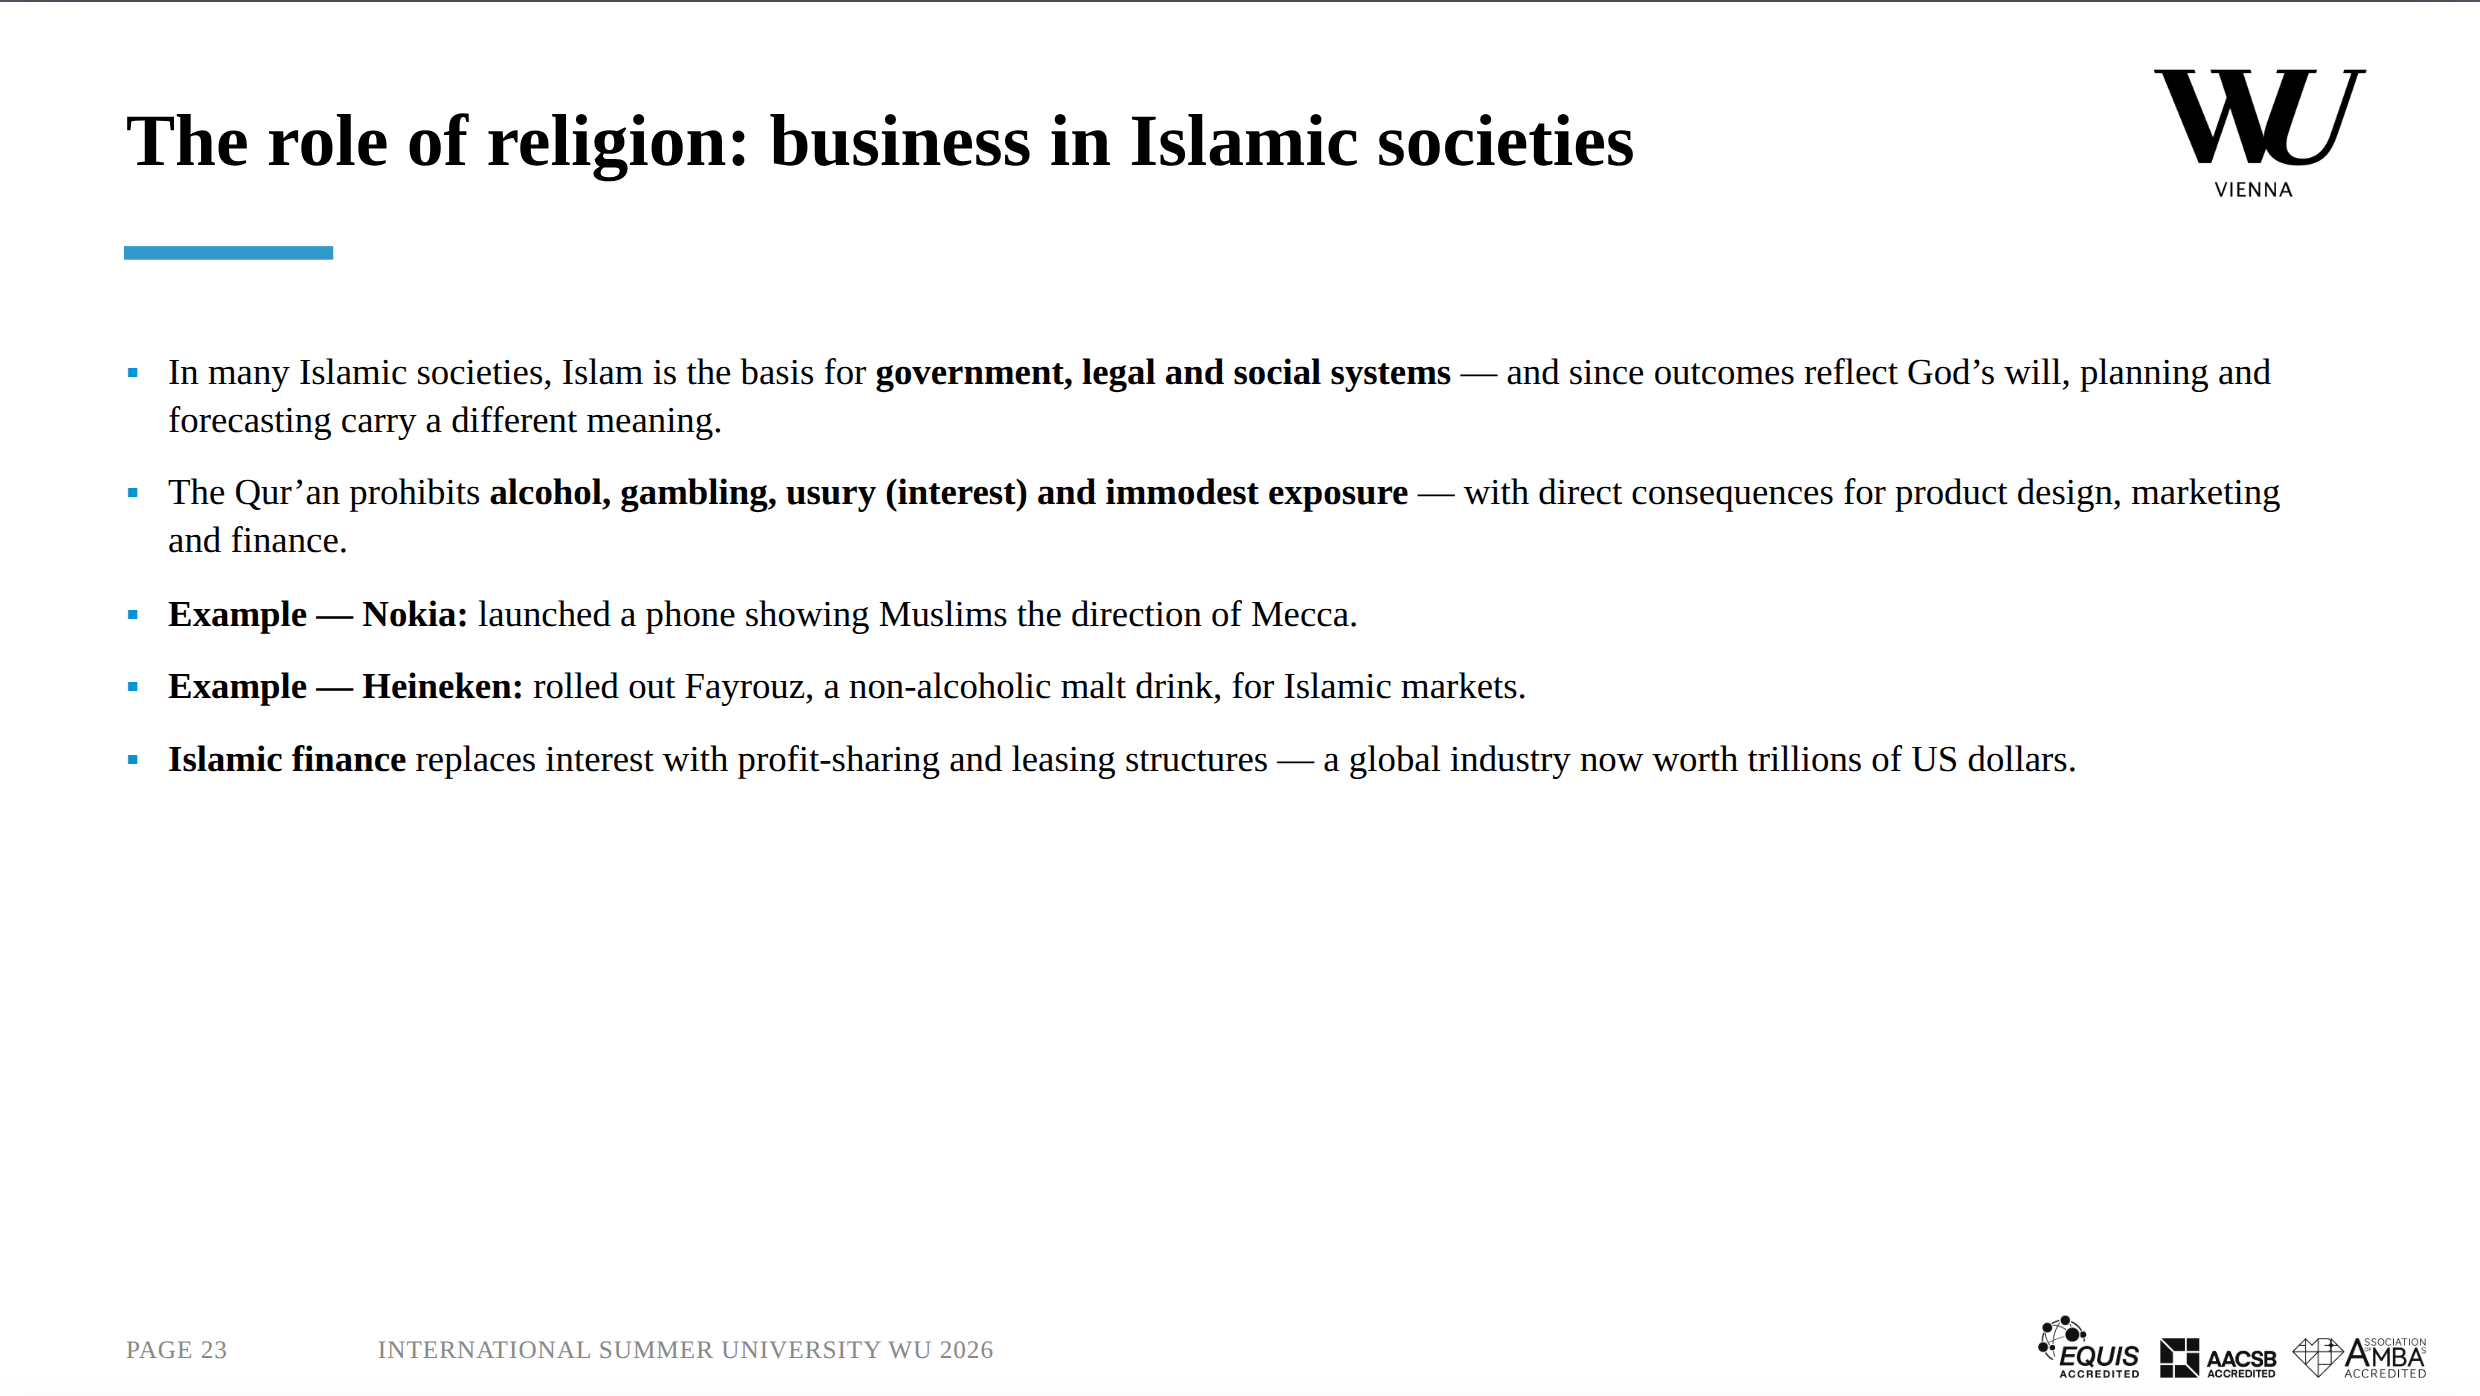 The role of religion: business in Islamic societies
WU
VIENNA
▪ In many Islamic societies, Islam is the basis for government, legal and social systems — and since outcomes reflect God’s will, planning and
forecasting carry a different meaning.
▪ The Qur’an prohibits alcohol, gambling, usury (interest) and immodest exposure — with direct consequences for product design, marketing
and finance.
▪ Example — Nokia: launched a phone showing Muslims the direction of Mecca.
▪ Example — Heineken: rolled out Fayrouz, a non-alcoholic malt drink, for Islamic markets.
▪ Islamic finance replaces interest with profit-sharing and leasing structures — a global industry now worth trillions of US dollars.
PAGE 23 INTERNATIONAL SUMMER UNIVERSITY WU 2026
EQUIS
ACCREDITED
AACSB
ACCREDITED
ASSOCIATION
OF
AMBAS
ACCREDITED